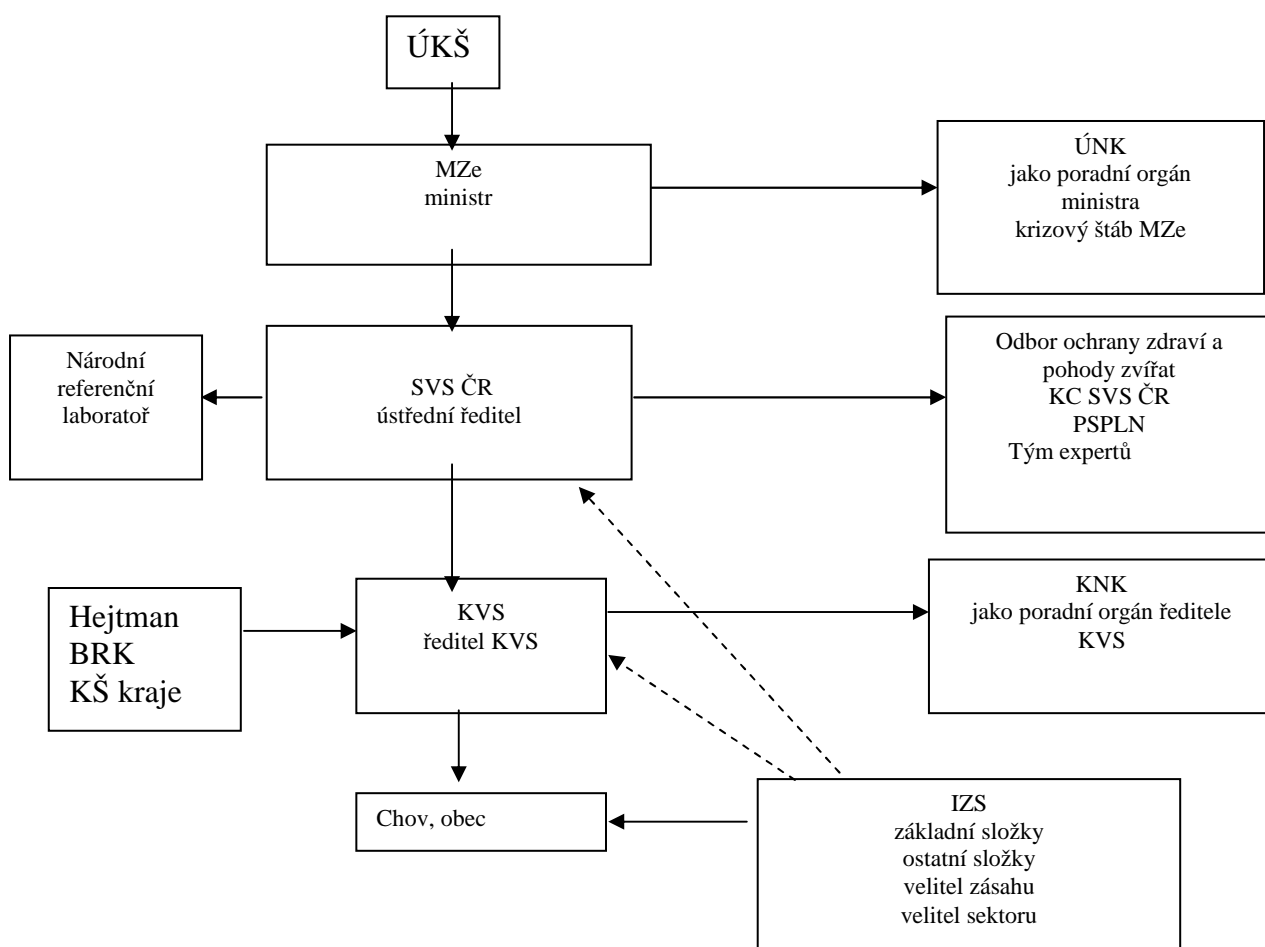 ÚKŠ
MZe
ministr
ÚNK
jako poradní orgán
ministra
krizový štáb MZe
Národní
referenční
laboratoř
SVS ČR
ústřední ředitel
Odbor ochrany zdraví a
pohody zvířat
KC SVS ČR
PSPLN
Tým expertů
Hejtman
BRK
KŠ kraje
KVS
ředitel KVS
KNK
jako poradní orgán ředitele
KVS
Chov, obec
IZS
základní složky
ostatní složky
velitel zásahu
velitel sektoru